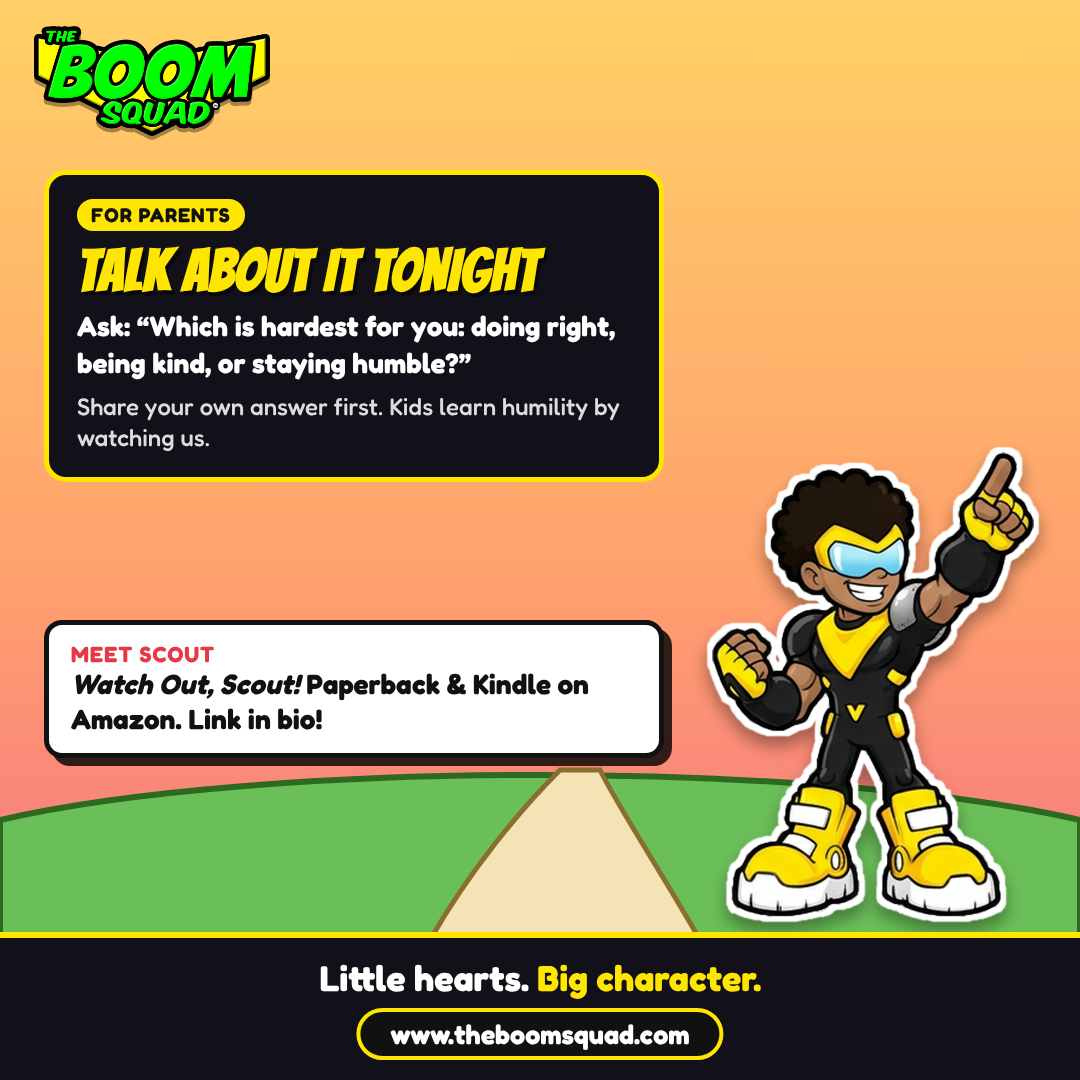 THE
BOOM
SQUAD
FOR PARENTS
TALK ABOUT IT TONIGHT
Ask: “Which is hardest for you: doing right,
being kind, or staying humble?”
Share your own answer first. Kids learn humility by
watching us.
MEET SCOUT
Watch Out, Scout! Paperback & Kindle on
Amazon. Link in bio!
Little hearts. Big character.
www.theboomsquad.com